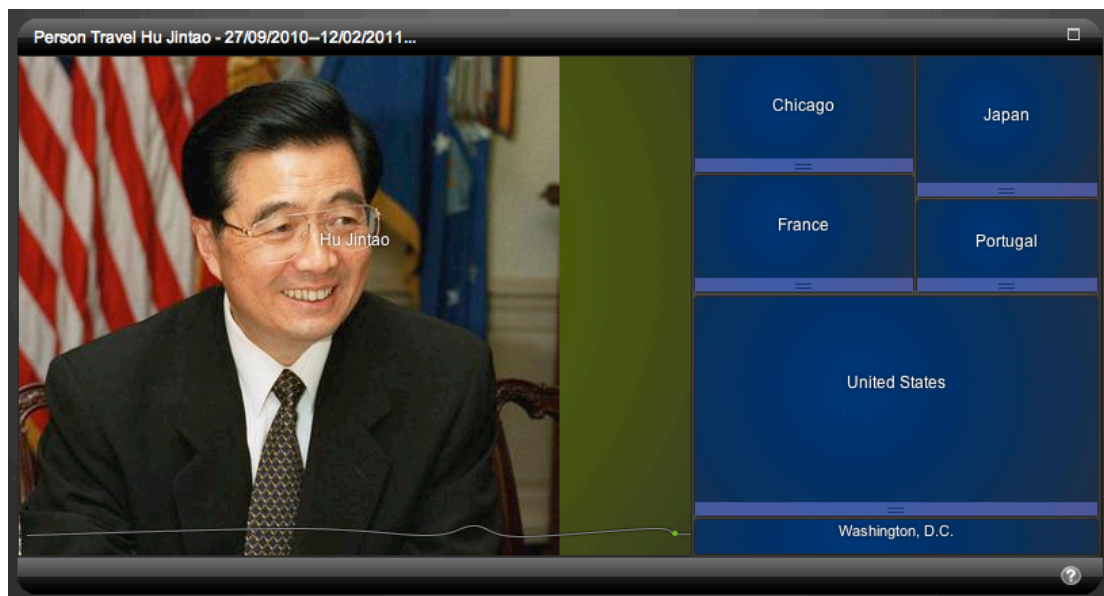 Person Travel Hu Jintao - 27/09/2010--12/02/2011...
Hu Jintao
Chicago
Japan
France
Portugal
United States
Washington, D.C.
?